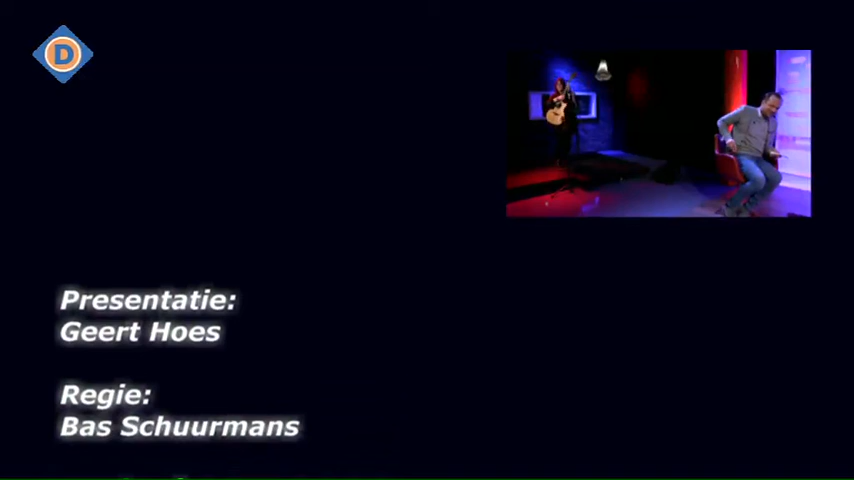 D
Presentatie:
Geert Hoes
Regie:
Bas Schuurmans